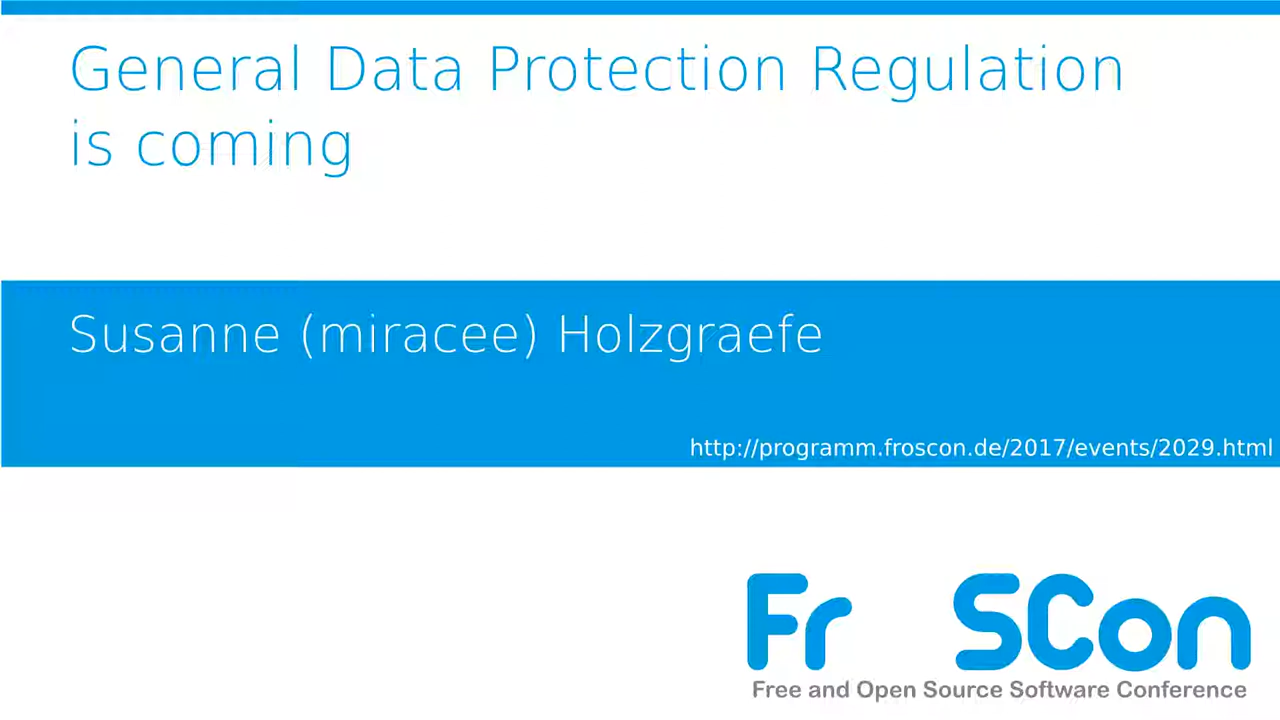 General Data Protection Regulation
is coming
Susanne (miracee) Holzgraefe
http://programm.froscon.de/2017/events/2029.html
Fr SCon
Free and Open Source Software Conference